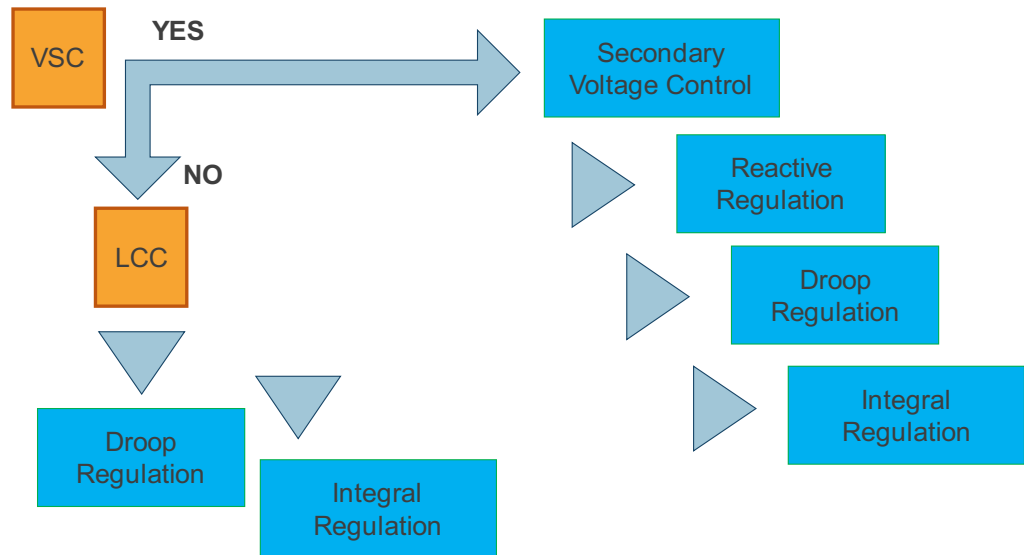 YES
VSC
Secondary
Voltage Control
NO
Reactive
Regulation
LCC
Droop
Regulation
Integral
Regulation
Droop
Regulation
Integral
Regulation